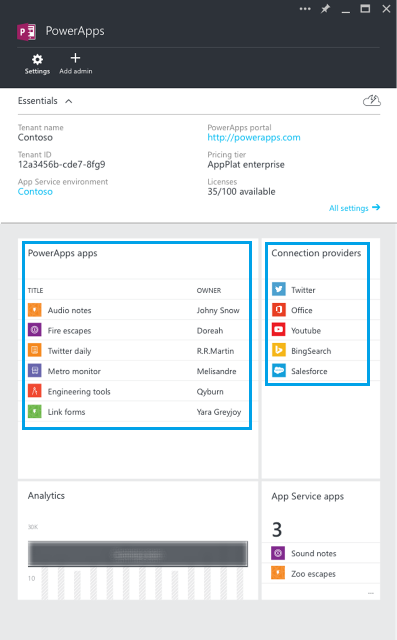 PowerApps
Settings
Add admin
Essentials
Tenant name
Contoso
PowerApps portal
http://powerapps.com
Tenant ID
12a3456b-cde7-8fg9
Pricing tier
AppPlat enterprise
App Service environment
Contoso
Licenses
35/100 available
All settings
PowerApps apps
TITLE OWNER
Audio notes Johny Snow
Fire escapes Doreah
Twitter daily R.R.Martin
Metro monitor Melisandre
Engineering tools Qyburn
Link forms Yara Greyjoy
Connection providers
Twitter
Office
Youtube
BingSearch
Salesforce
Analytics
30K
10
App Service apps
3
Sound notes
Zoo escapes